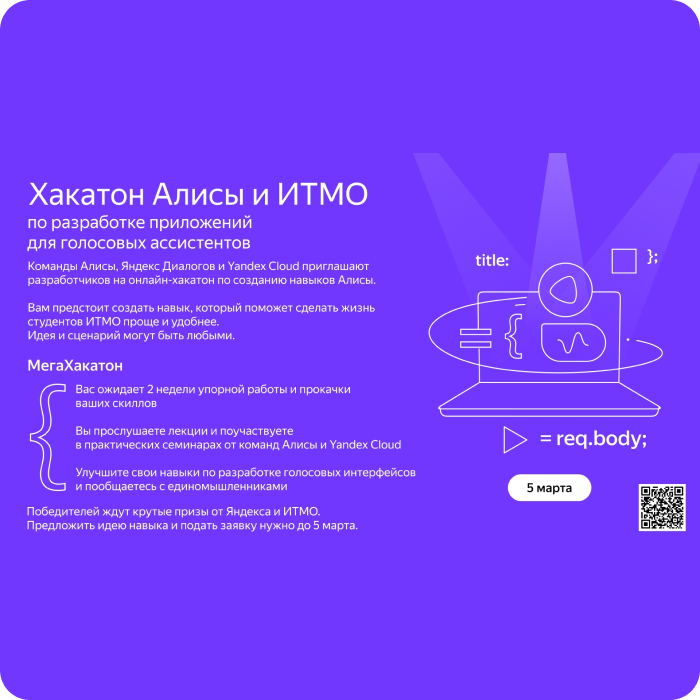 Хакатон Алисы и ИТМО
по разработке приложений
для голосовых ассистентов
Команды Алисы, Яндекс Диалогов и Yandex Cloud приглашают
разработчиков на онлайн-хакатон по созданию навыков Алисы.
Вам предстоит создать навык, который поможет сделать жизнь
студентов ИТМО проще и удобнее.
Идея и сценарий могут быть любыми.
МегаХакатон
Вас ожидает 2 недели упорной работы и прокачки
ваших скиллов
Вы прослушаете лекции и поучаствуете
в практических семинарах от команд Алисы и Yandex Cloud
Улучшите свои навыки по разработке голосовых интерфейсов
и пообщаетесь с единомышленниками
Победителей ждут крутые призы от Яндекса и ИТМО.
Предложить идею навыка и подать заявку нужно до 5 марта.
title:
};
= {
= req.body;
5 марта